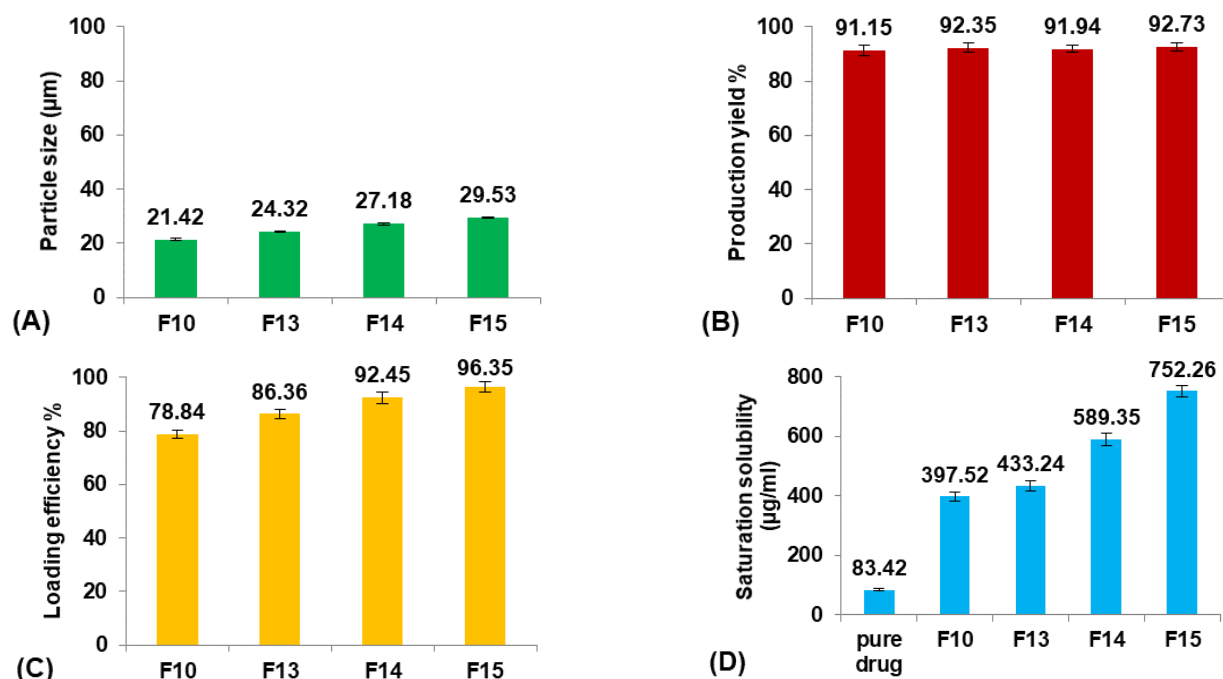 Particle size (µm)
100
80
60
40
20
0
21.42
24.32
27.18
29.53
F10
F13
F14
F15
(A)
Production yield %
100
80
60
40
20
0
91.15
92.35
91.94
92.73
F10
F13
F14
F15
(B)
Loading efficiency %
100
80
60
40
20
0
78.84
86.36
92.45
96.35
F10
F13
F14
F15
(C)
Saturation solubility
(µg/ml)
800
600
400
200
0
83.42
397.52
433.24
589.35
752.26
pure
drug
F10
F13
F14
F15
(D)